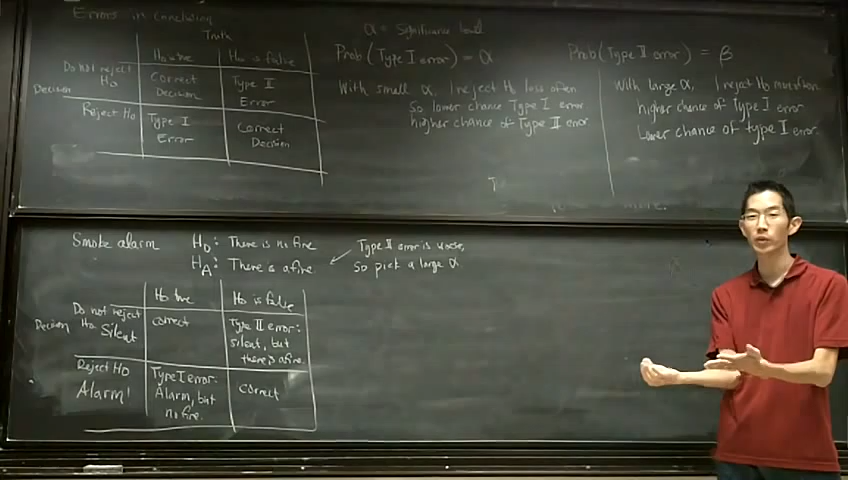 Errors in conclusion
Truth
H0 true
H0 is false
Decision
Do not reject
H0
Correct
Decision
Type II
Error
Reject H0
Type I
Error
Correct
Decision
α = Significance level
Prob (Type I error) = α
With small α, I reject H0 less often
So lower chance Type I error
higher chance of Type II error
Prob (Type II error) = β
With large α, I reject H0 more often
higher chance of Type I error
Lower chance of type II error.
Smoke alarm
H0: There is no fire
HA: There is a fire
Type II error is worse,
So pick a large α.
H0 true
H0 is false
Decision
Do not reject
H0 Silent
correct
Type II error:
silent, but
there is a fire.
Reject H0
Alarm!
Type I error:
Alarm, but
no fire.
correct